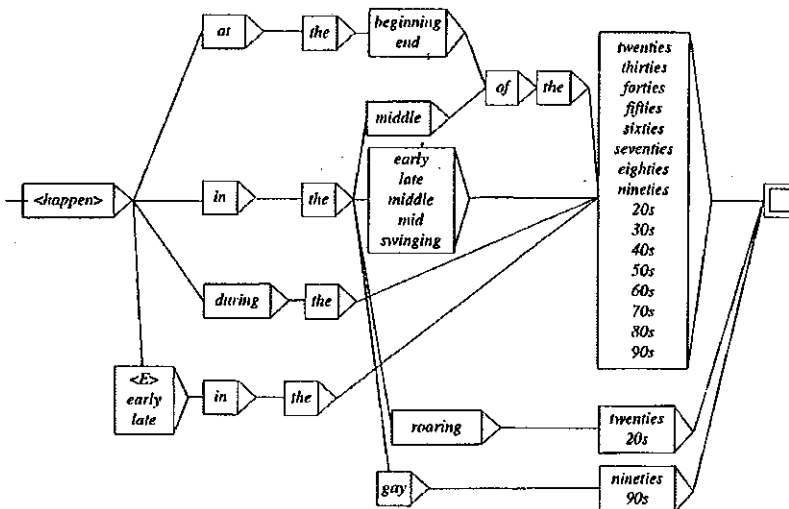 at
the
beginning
end
of
the
twenties
thirties
forties
fifties
sixties
seventies
eighties
nineties
20s
30s
40s
50s
60s
70s
80s
90s
middle
<happen>
in
the
early
late
middle
mid
swinging
during
the
<E>
early
late
in
the
roaring
twenties
20s
gay
nineties
90s